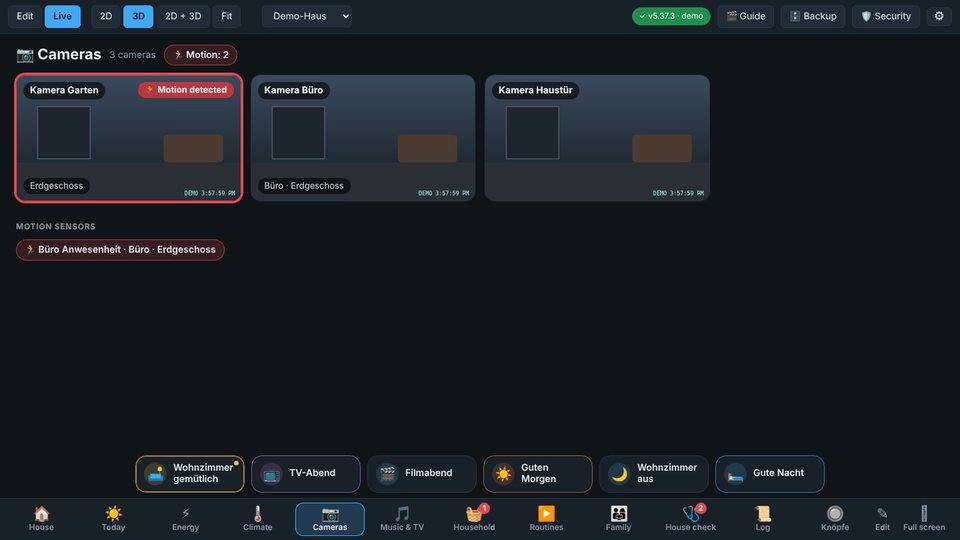 Edit Live 2D 3D 2D + 3D Fit Demo-Haus ✓ v5.37.3 · demo Guide Backup Security
Cameras 3 cameras Motion: 2
Kamera Garten Motion detected Kamera Büro Kamera Haustür
Erdgeschoss DEMO 3:57:59 PM Büro · Erdgeschoss DEMO 3:57:59 PM DEMO 3:57:59 PM
MOTION SENSORS
Büro Anwesenheit · Büro · Erdgeschoss
Wohnzimmer gemütlich TV-Abend Filmabend Guten Morgen Wohnzimmer aus Gute Nacht
1 2
House Today Energy Climate Cameras Music & TV Household Routines Family House check Log Knöpfe Edit Full screen